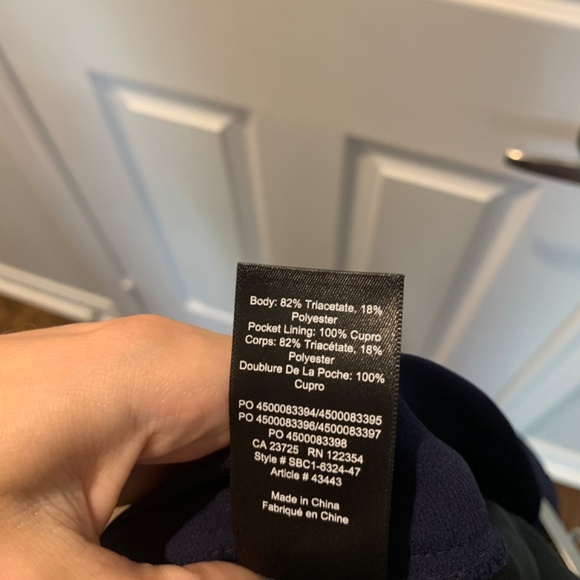 Body: 82% Triacetate, 18%
Polyester
Pocket Lining: 100% Cupro
Corps: 82% Triacétate, 18%
Polyester
Doublure De La Poche: 100%
Cupro
PO 4500083394/4500083395
PO 4500083396/4500083397
PO 4500083398
CA 23725 RN 122354
Style # SBC1-6324-47
Article # 43443
Made in China
Fabriqué en Chine